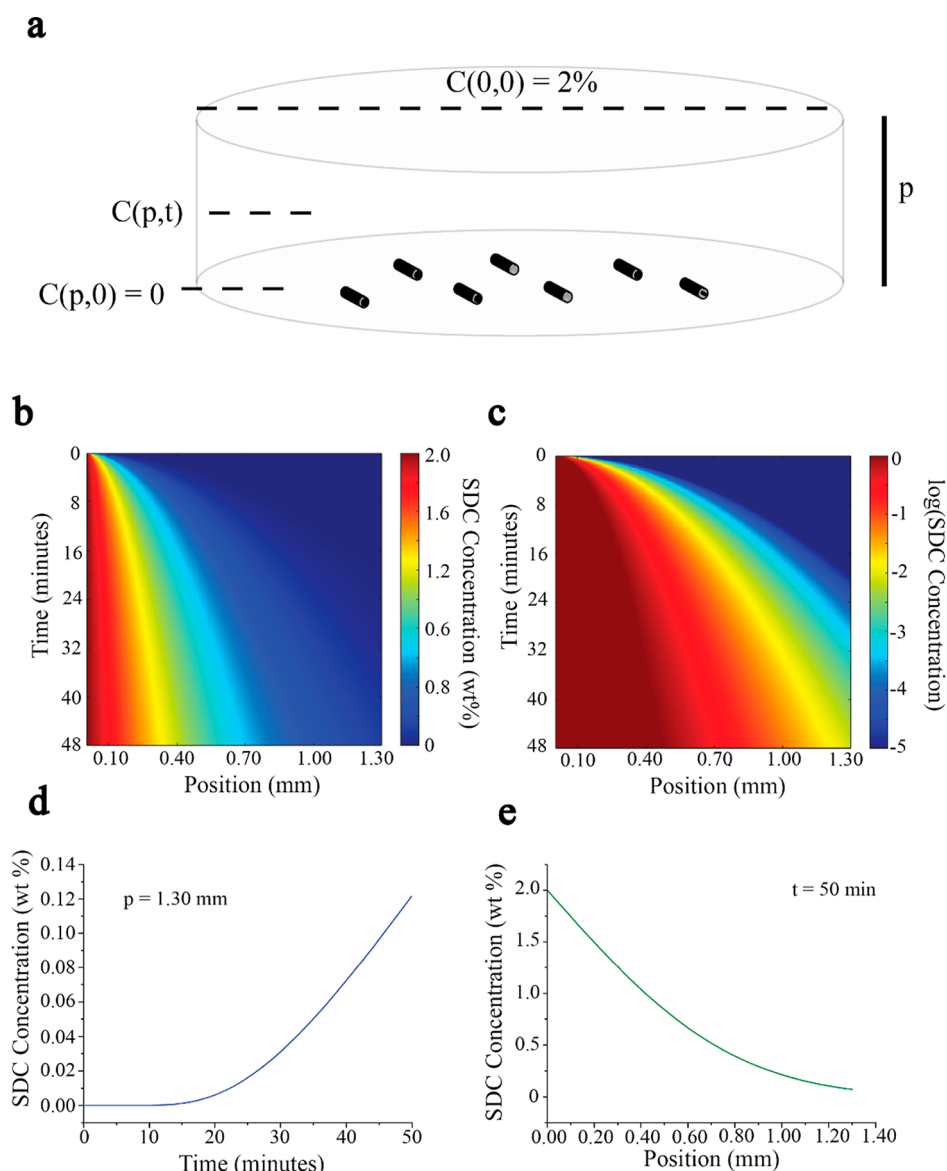 a
C(0,0) = 2%
C(p,t)
p
C(p,0) = 0
b
0
8
16
24
32
40
48
Time (minutes)
0.10 0.40 0.70 1.00 1.30
Position (mm)
2.0
1.6
1.2
0.6
0.8
0
SDC Concentration (wt%)
c
0
8
16
24
32
40
48
Time (minutes)
0.10 0.40 0.70 1.00 1.30
Position (mm)
0
-1
-2
-3
-4
-5
log(SDC Concentration)
d
0.14
0.12
0.10
0.08
0.06
0.04
0.02
0.00
SDC Concentration (wt %)
p = 1.30 mm
0 10 20 30 40 50
Time (minutes)
e
2.0
1.5
1.0
0.5
0
SDC Concentration (wt %)
t = 50 min
0.00 0.20 0.40 0.60 0.80 1.00 1.20 1.40
Position (mm)